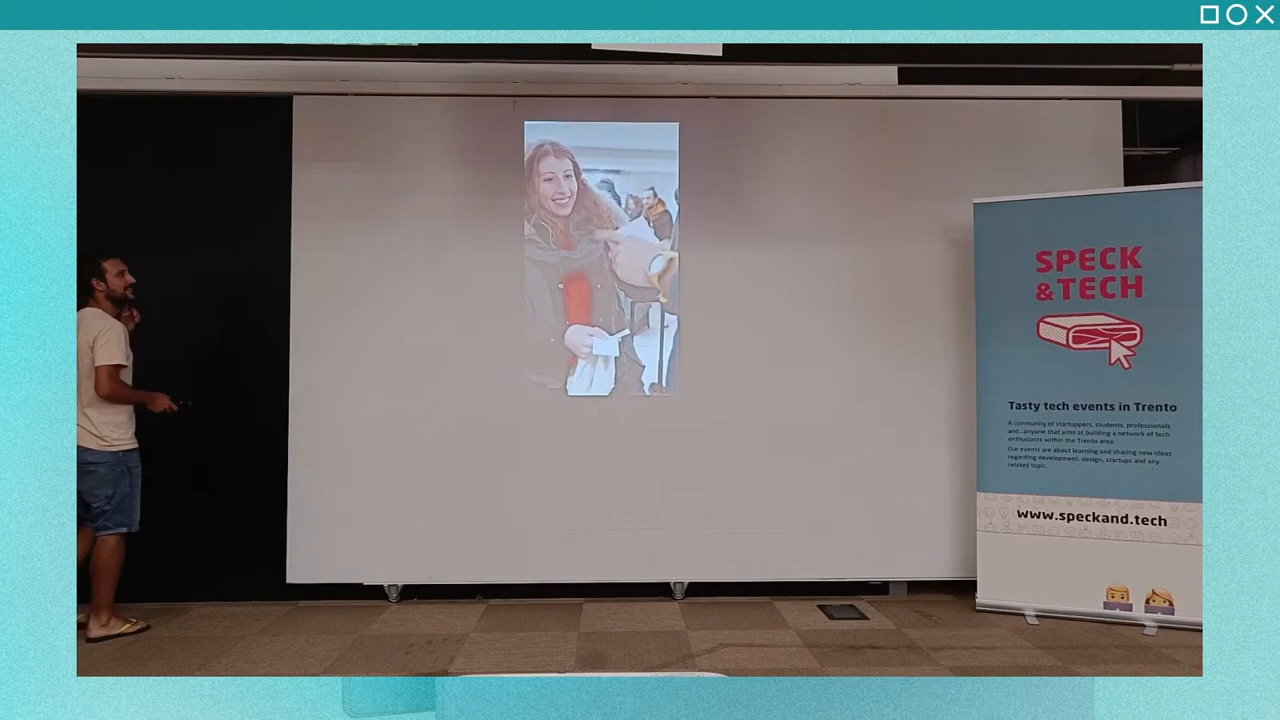 SPECK
&TECH
Tasty tech events in Trento
A community of startuppers, students, professionals
and...anyone that aims at building a network of tech
enthusiasts within the Trento area.
Our events are about learning and sharing new ideas
regarding development, design, startups and any
related topic.
www.speckand.tech